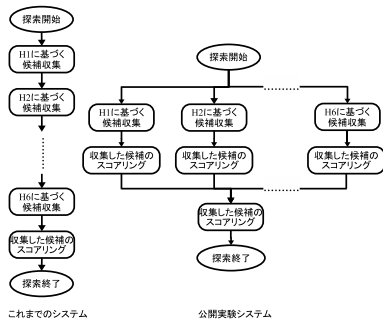 探索開始
H1に基づく
候補収集
H2に基づく
候補収集
H6に基づく
候補収集
収集した候補の
スコアリング
探索終了
これまでのシステム
探索開始
H1に基づく
候補収集
H2に基づく
候補収集
H6に基づく
候補収集
収集した候補の
スコアリング
収集した候補の
スコアリング
収集した候補の
スコアリング
収集した候補の
スコアリング
探索終了
公開実験システム